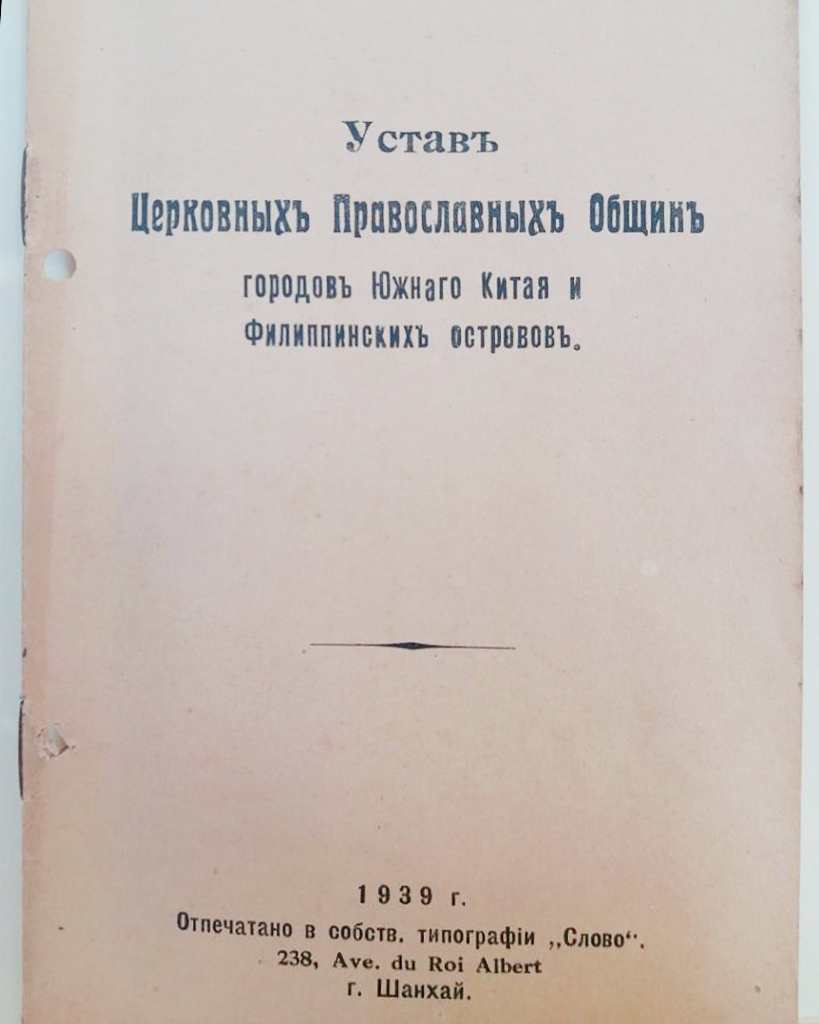 Уставъ
Церковныхъ Православныхъ Общинъ
городовъ Южнаго Китая и
Филиппинскихъ острововъ.
1939 г.
Отпечатано в собств. типографіи „Слово“.
238, Ave. du Roi Albert
г. Шанхай.